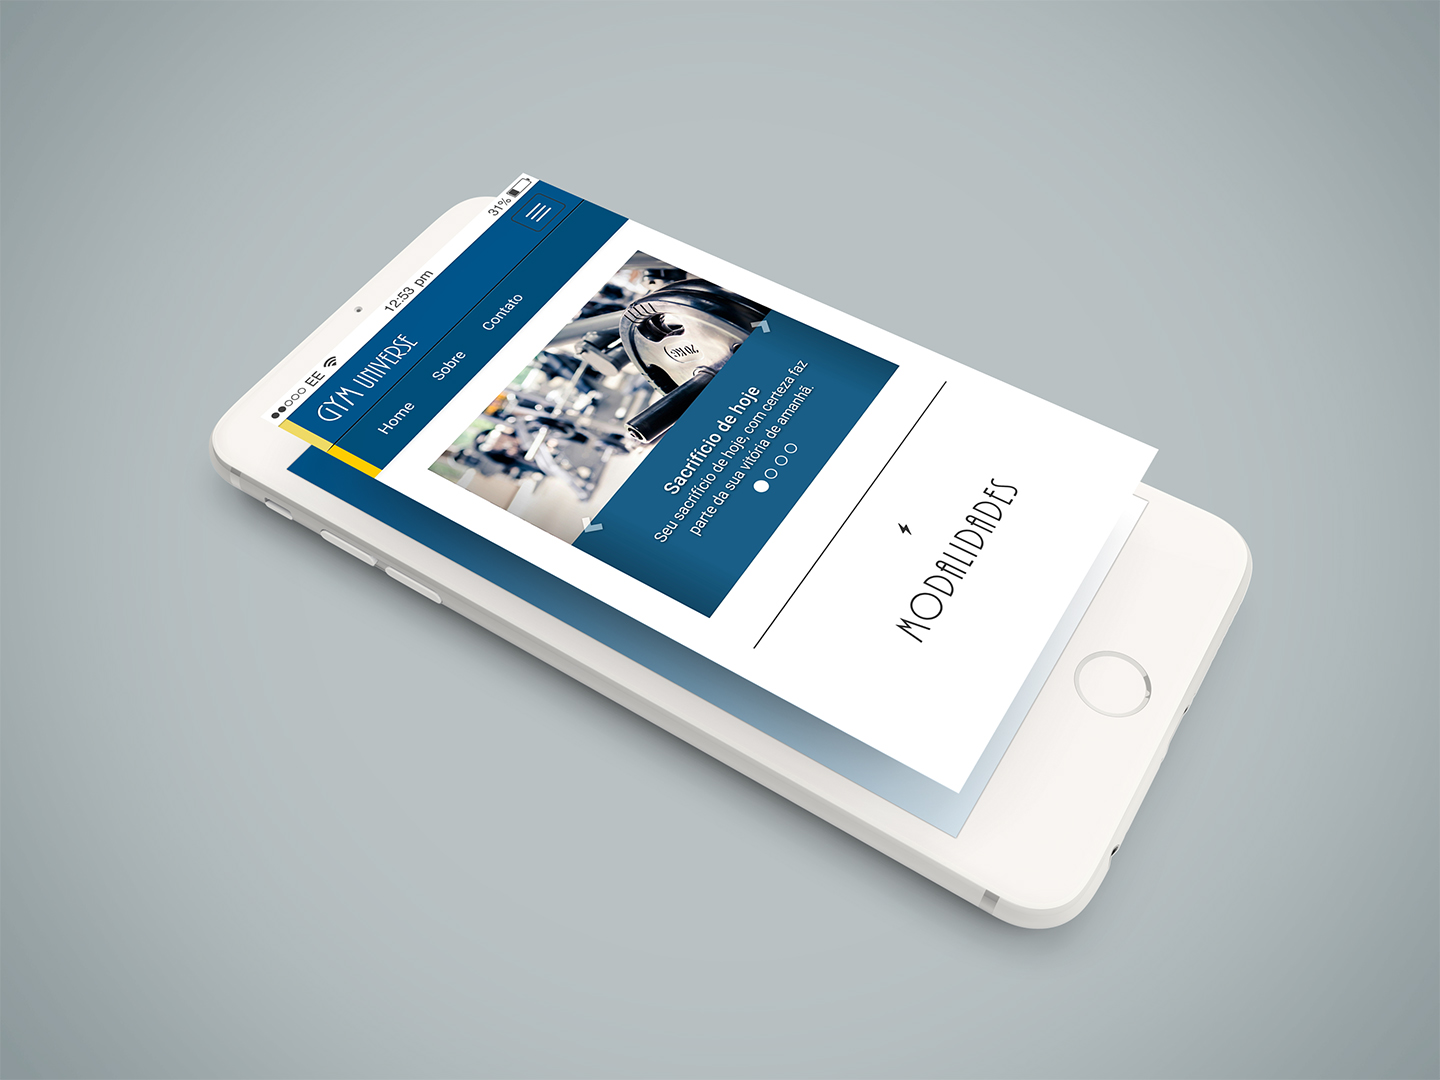 EE 12:53 pm 31%
GYM UNIVERSE
Home Sobre Contato
20KG
Sacrifício de hoje
Seu sacrifício de hoje, com certeza faz
parte da sua vitória de amanhã.
MODALIDADES